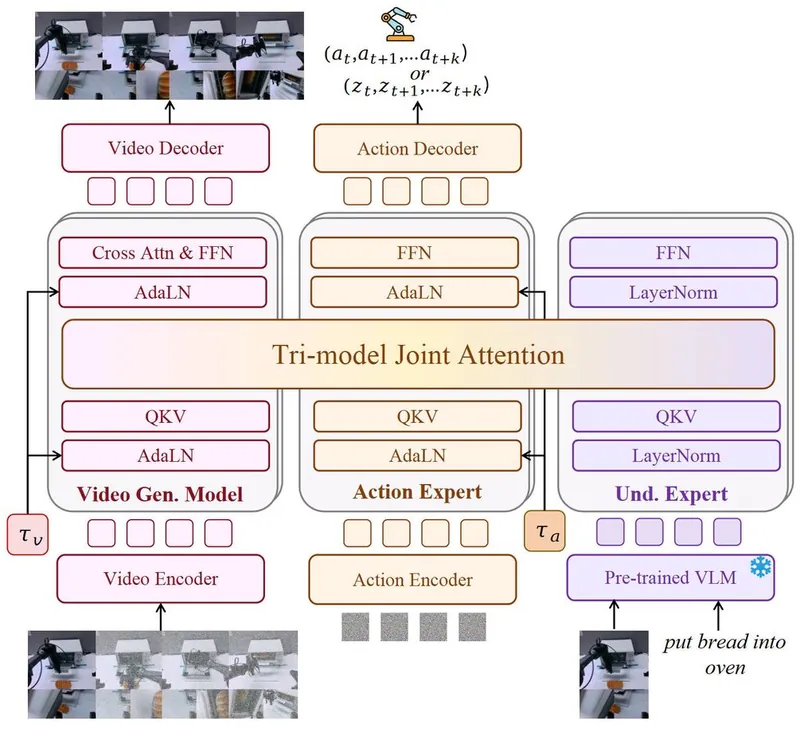 (a_t, a_{t+1},...a_{t+k})
or
(z_t, z_{t+1},...z_{t+k})
Video Decoder
Action Decoder
Cross Attn & FFN
FFN
FFN
AdaLN
AdaLN
LayerNorm
Tri-model Joint Attention
QKV
QKV
QKV
AdaLN
AdaLN
LayerNorm
Video Gen. Model
Action Expert
Und. Expert
τ_v
τ_a
Video Encoder
Action Encoder
Pre-trained VLM
put bread into
oven